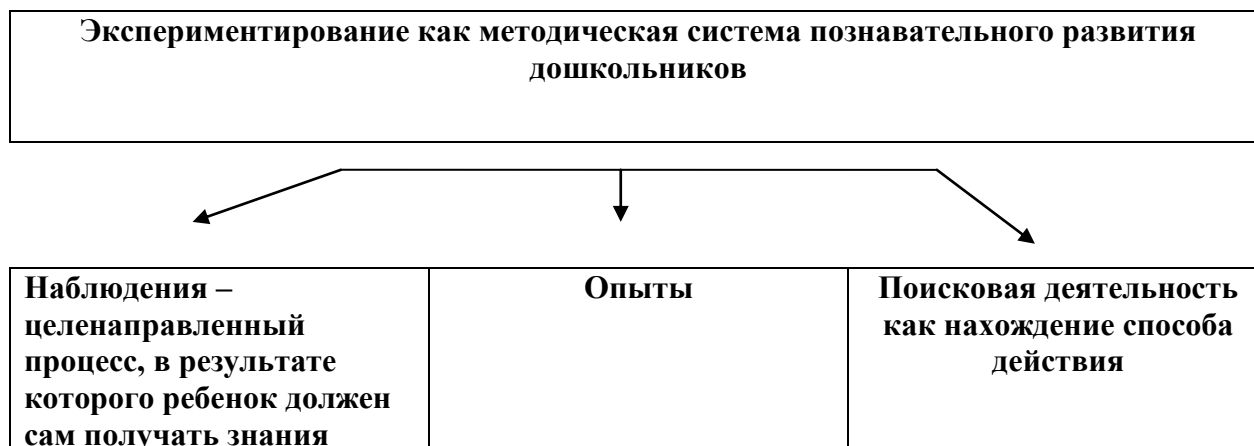 Экспериментирование как методическая система познавательного развития
дошкольников
Наблюдения –
целенаправленный
процесс, в результате
которого ребенок должен
сам получать знания
Опыты
Поисковая деятельность
как нахождение способа
действия